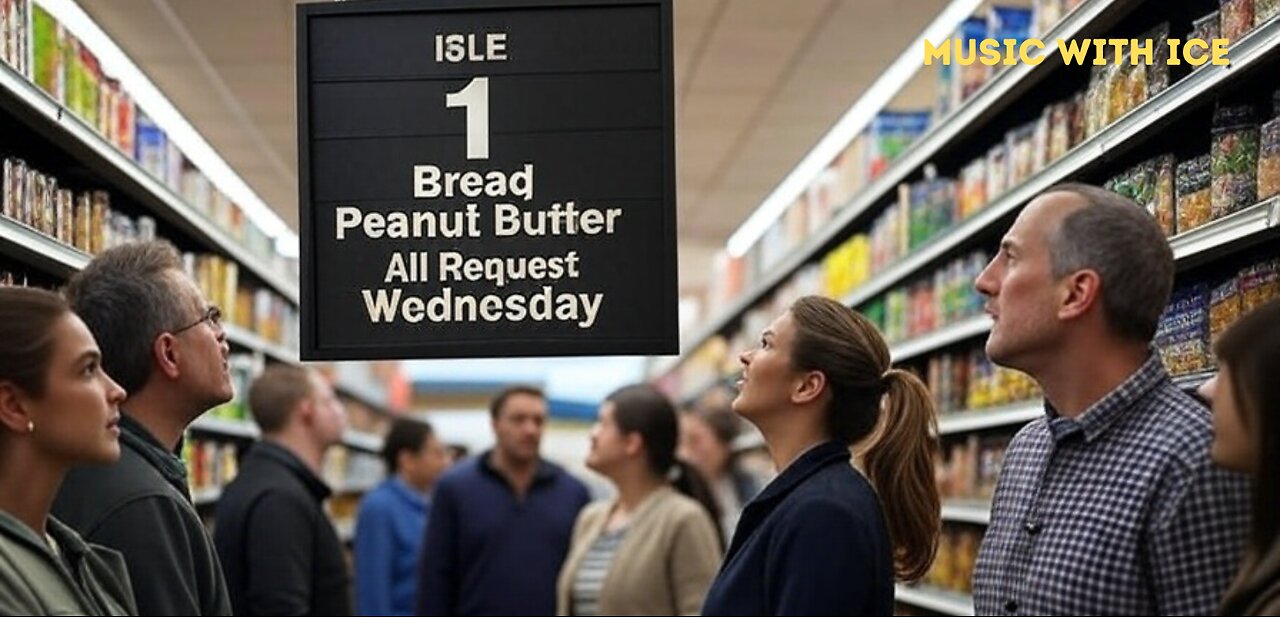 MUSIC WITH ICE
ISLE
1
Bread
Peanut Butter
All Request
Wednesday